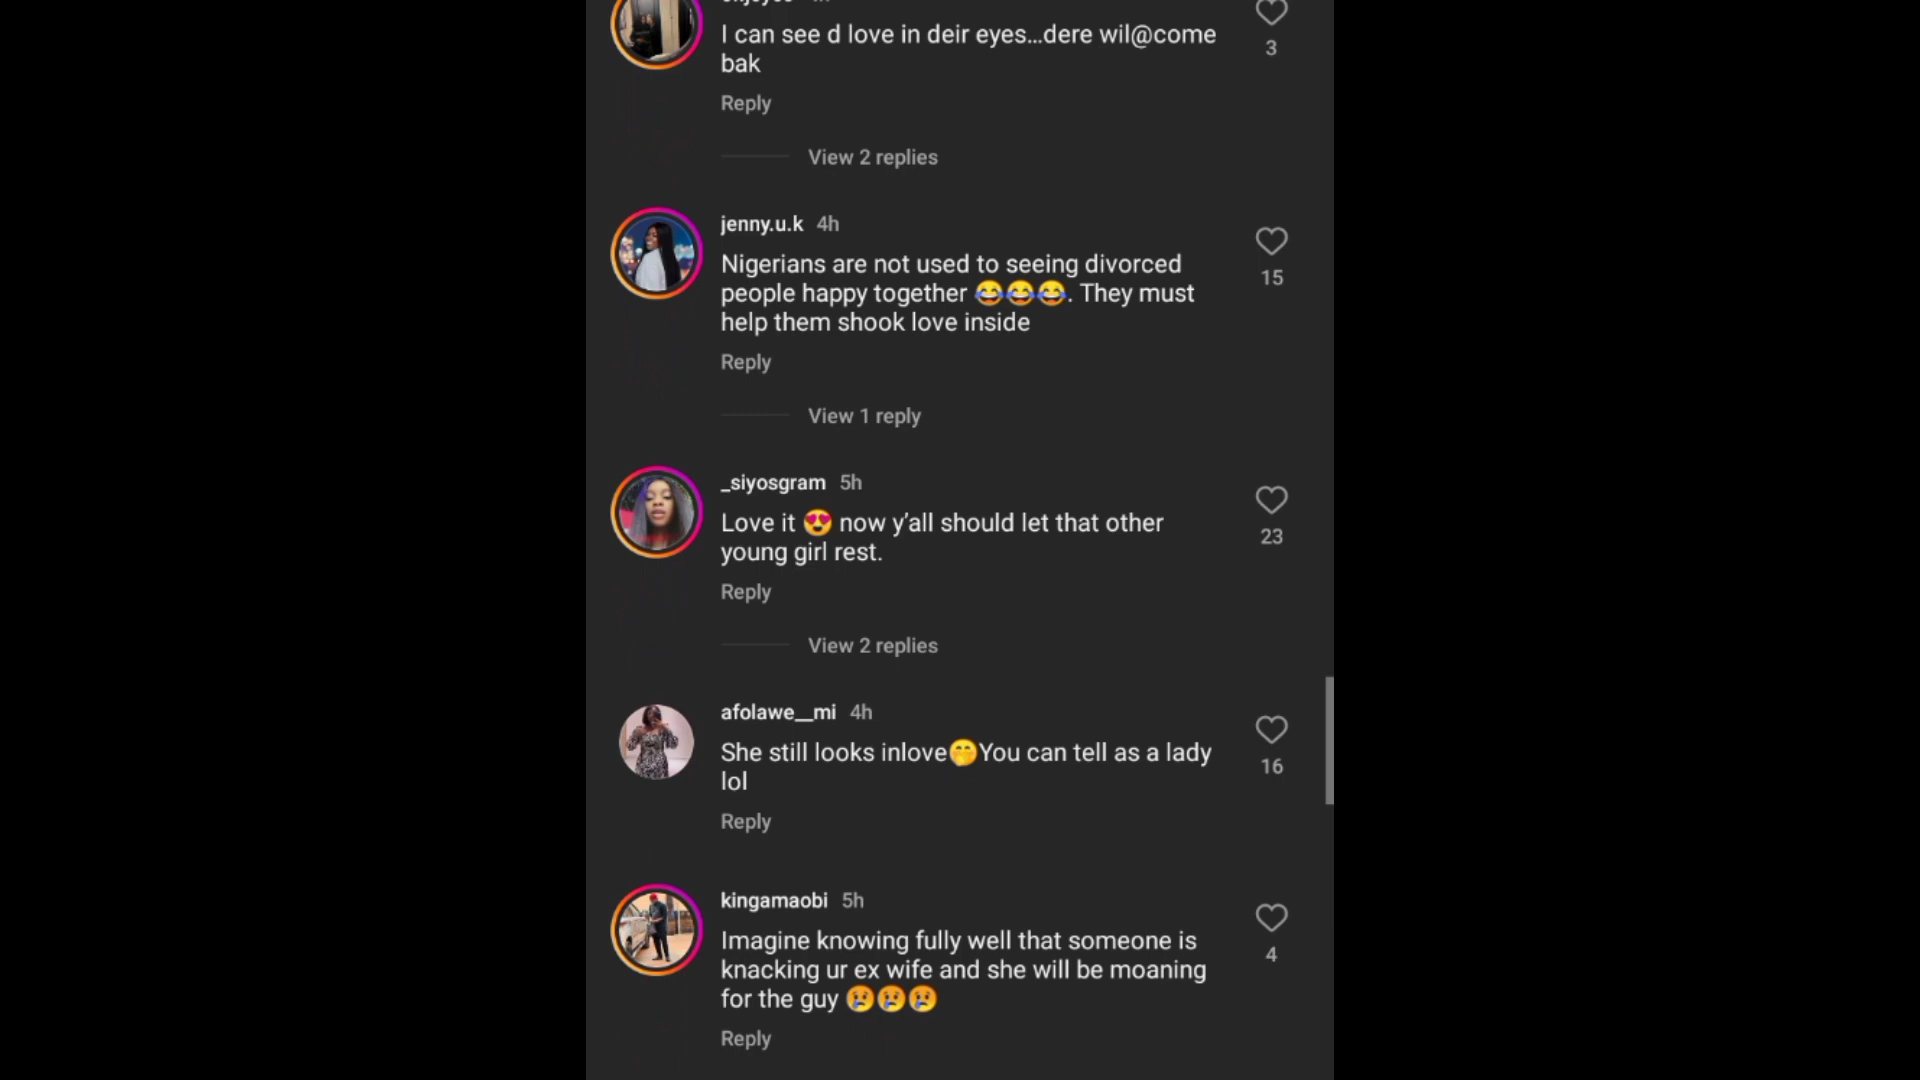 I can see d love in deir eyes...dere wil@come
bak
3
Reply
View 2 replies
jenny.u.k 4h
Nigerians are not used to seeing divorced
people happy together 😂😂😂. They must
help them shook love inside
15
Reply
View 1 reply
_siyosgram 5h
Love it 😍 now y'all should let that other
young girl rest.
23
Reply
View 2 replies
afolawe__mi 4h
She still looks inlove🤭You can tell as a lady
lol
16
Reply
kingamaobi 5h
Imagine knowing fully well that someone is
knacking ur ex wife and she will be moaning
for the guy 😢😢😢
4
Reply